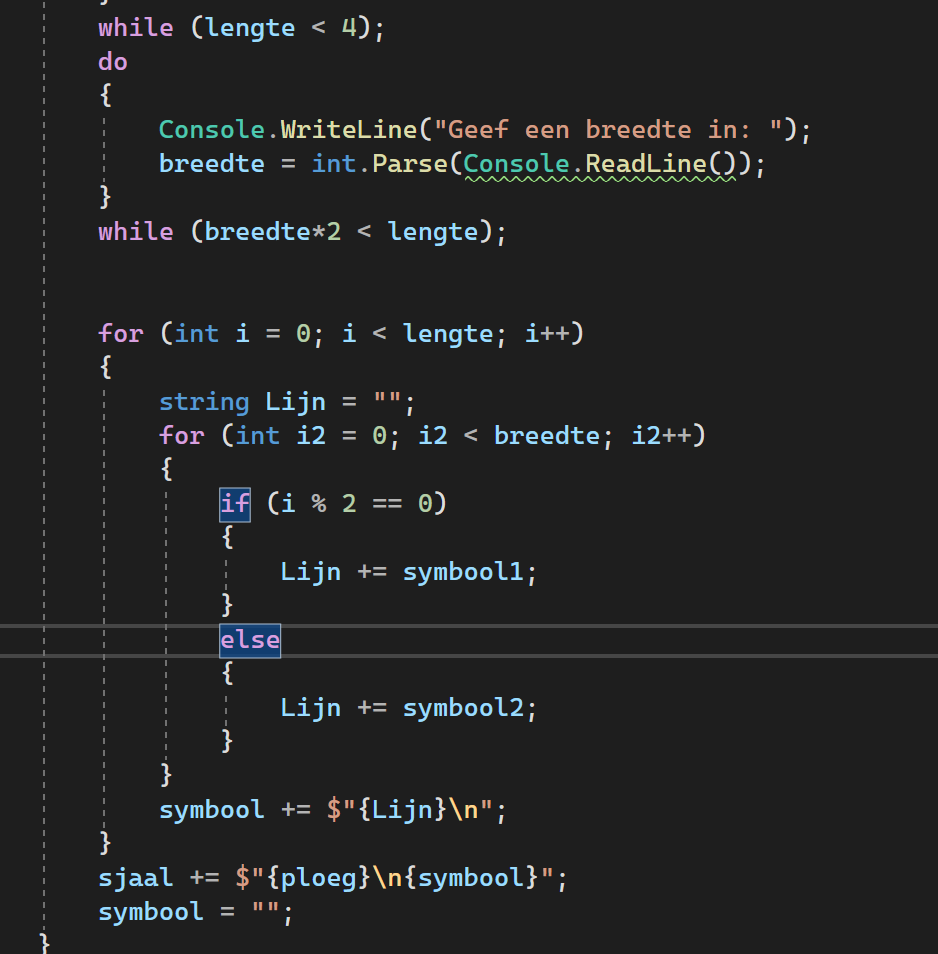 }
while (lengte < 4);
do
{
    Console.WriteLine("Geef een breedte in: ");
    breedte = int.Parse(Console.ReadLine());
}
while (breedte*2 < lengte);
for (int i = 0; i < lengte; i++)
{
    string Lijn = "";
    for (int i2 = 0; i2 < breedte; i2++)
    {
        if (i % 2 == 0)
        {
            Lijn += symbool1;
        }
        else
        {
            Lijn += symbool2;
        }
    }
    symbool += $"{Lijn}\n";
}
sjaal += $"{ploeg}\n{symbool}";
symbool = "";
}